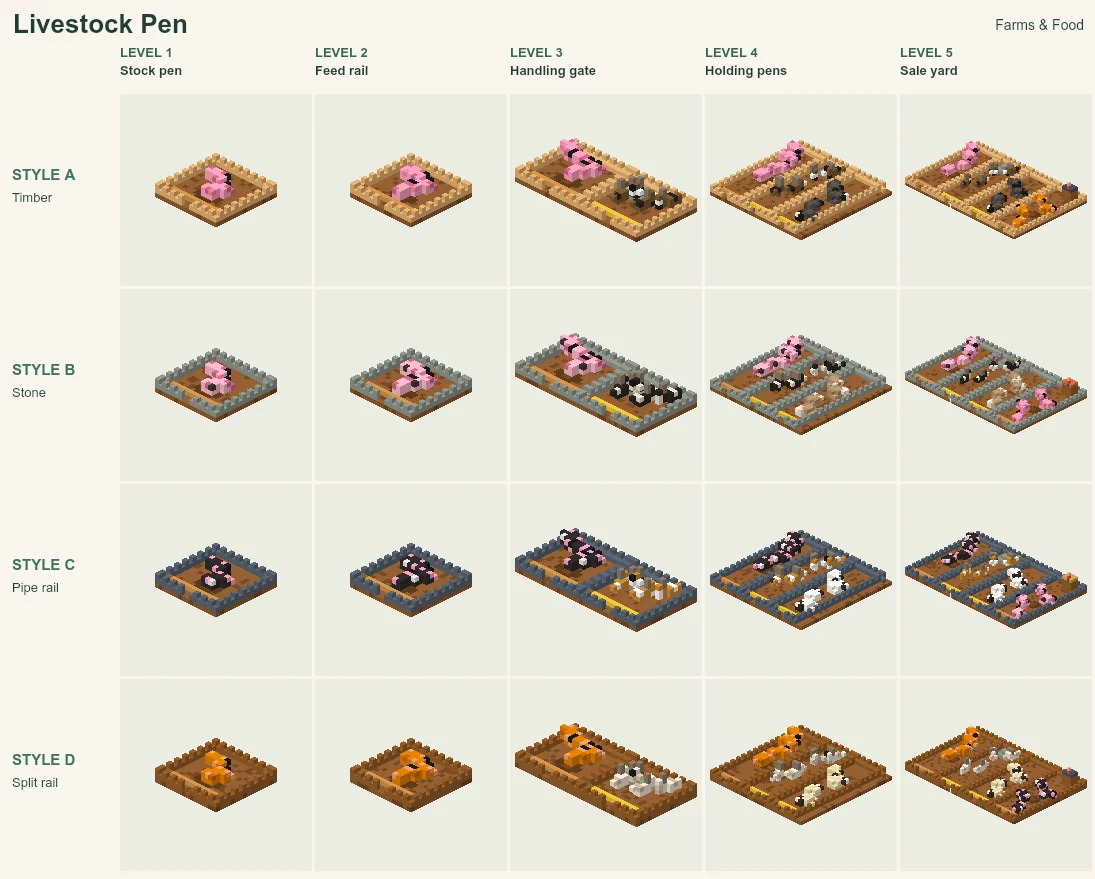 Livestock Pen
Farms & Food
LEVEL 1
Stock pen
LEVEL 2
Feed rail
LEVEL 3
Handling gate
LEVEL 4
Holding pens
LEVEL 5
Sale yard
STYLE A
Timber
STYLE B
Stone
STYLE C
Pipe rail
STYLE D
Split rail